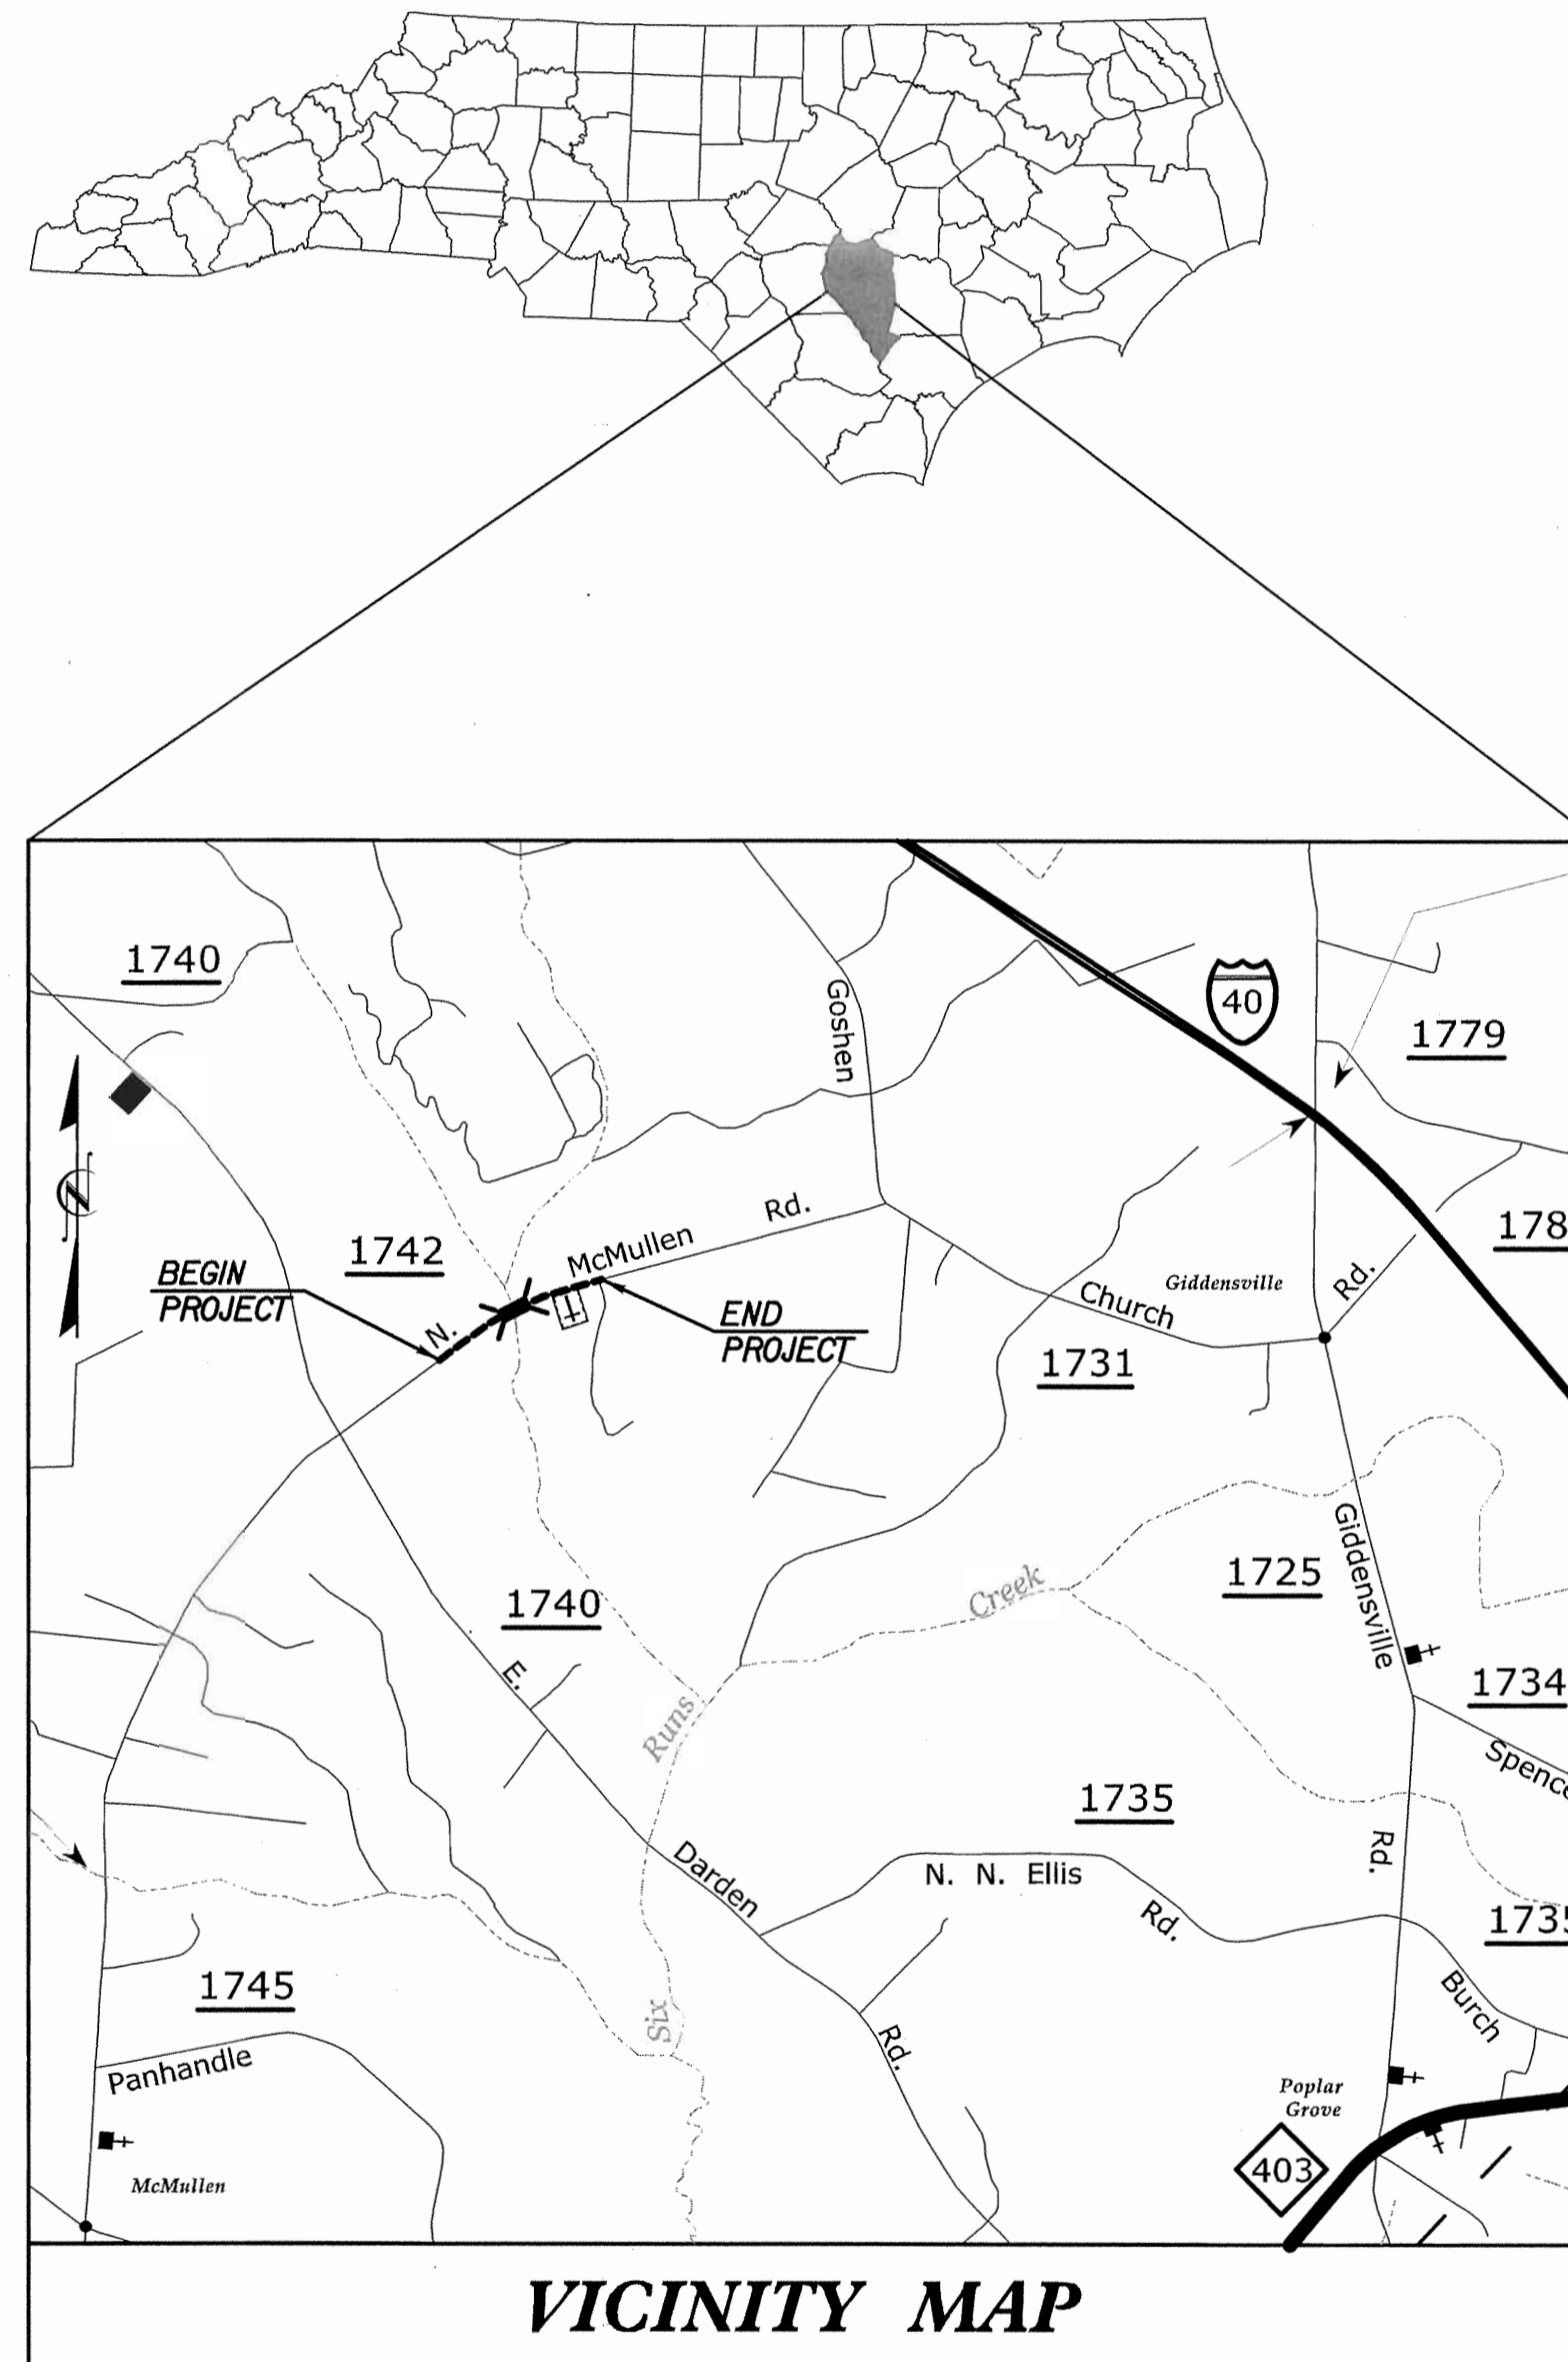 1740
Goshen
40
1779
178
Rd.
McMullen
1742
BEGIN
PROJECT
N.
END
PROJECT
Giddensville
Rd.
Church
1731
Giddensville
Creek
1725
1740
E.
Runs
1734
Spence
1735
Rd.
Darden
N. N. Ellis
Rd.
1735
Burch
1745
Six
Rd.
Panhandle
Poplar
Grove
403
McMullen
VICINITY MAP